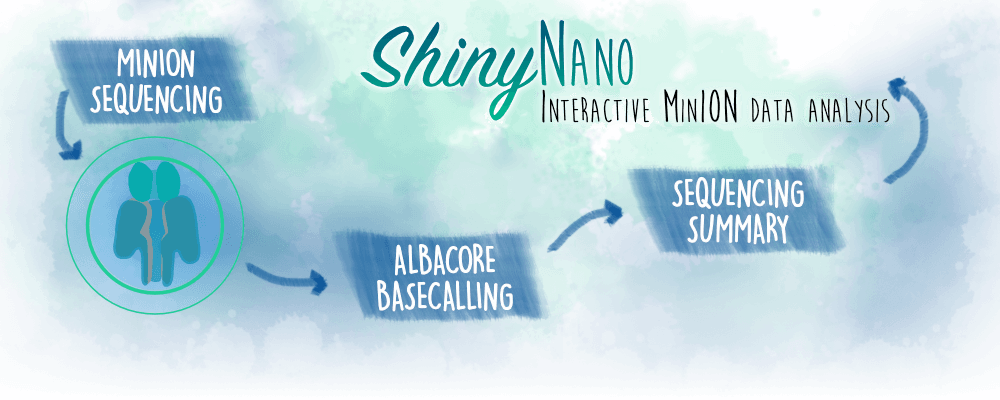 ShinyNano
Interactive MinION data analysis
MINION
SEQUENCING
ALBACORE
BASECALLING
SEQUENCING
SUMMARY